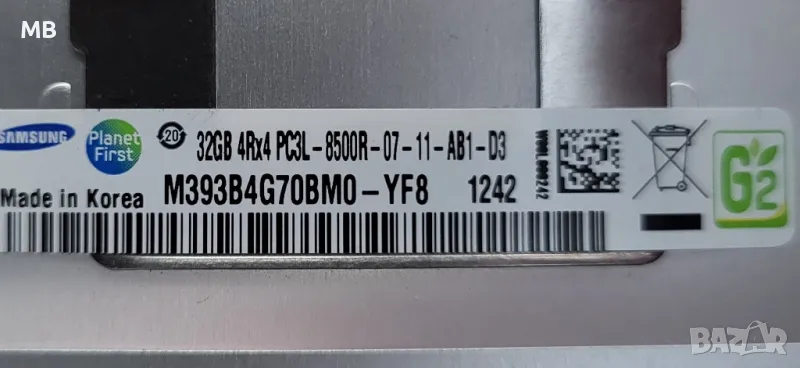 MB
SAMSUNG
Planet First
20
32GB 4Rx4 PC3L-8500R-07-11-AB1-D3
Made in Korea
M393B4G70BM0-YF8 1242
G2
BAZAR